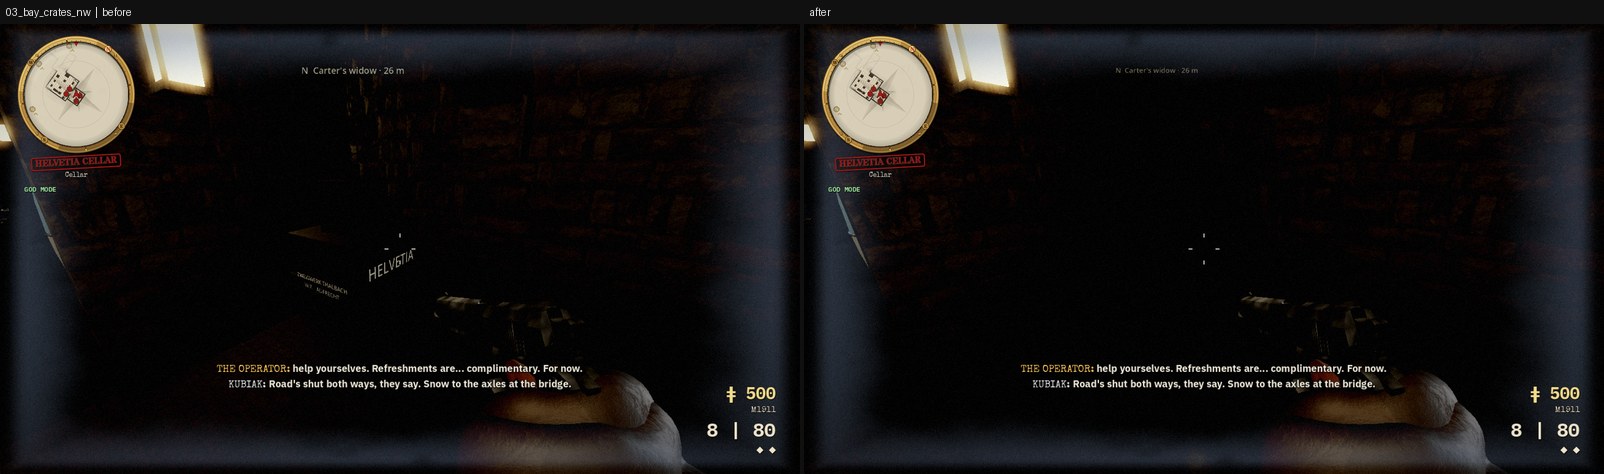 03_bay_crates_nw | before
N Carter's widow · 26 m
HELVETIA CELLAR
Cellar
GOD MODE
HELVETIA
THE OPERATOR: help yourselves. Refreshments are... complimentary. For now.
KUBIAK: Road's shut both ways, they say. Snow to the axles at the bridge.
500
M1911
8 | 80
after
N Carter's widow · 26 m
HELVETIA CELLAR
Cellar
GOD MODE
THE OPERATOR: help yourselves. Refreshments are... complimentary. For now.
KUBIAK: Road's shut both ways, they say. Snow to the axles at the bridge.
500
M1911
8 | 80